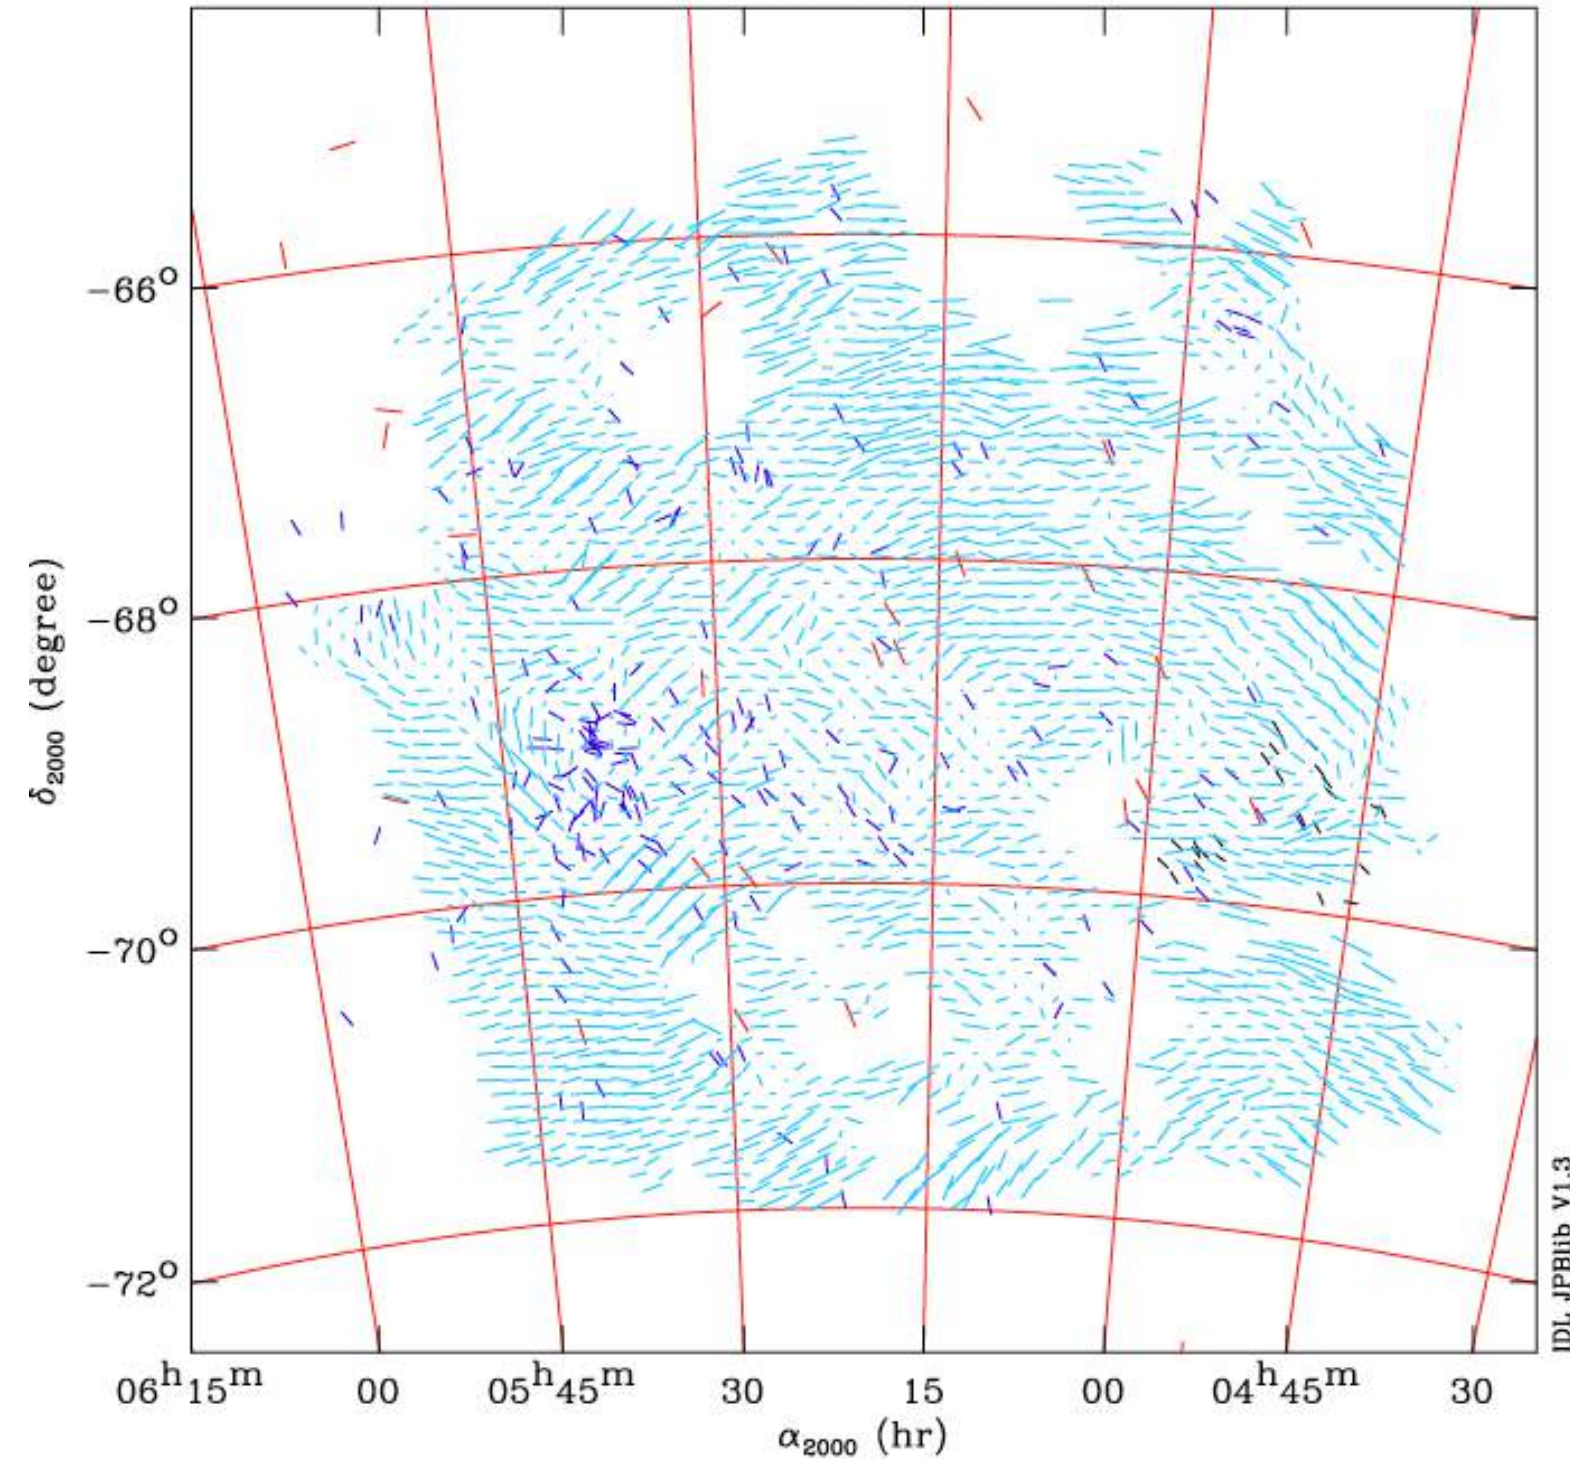 −66°
−68°
−70°
−72°
δ2000 (degree)
06h15m 00 05h45m 30 15 00 04h45m 30
α2000 (hr)
IDL JPBlib V1.3